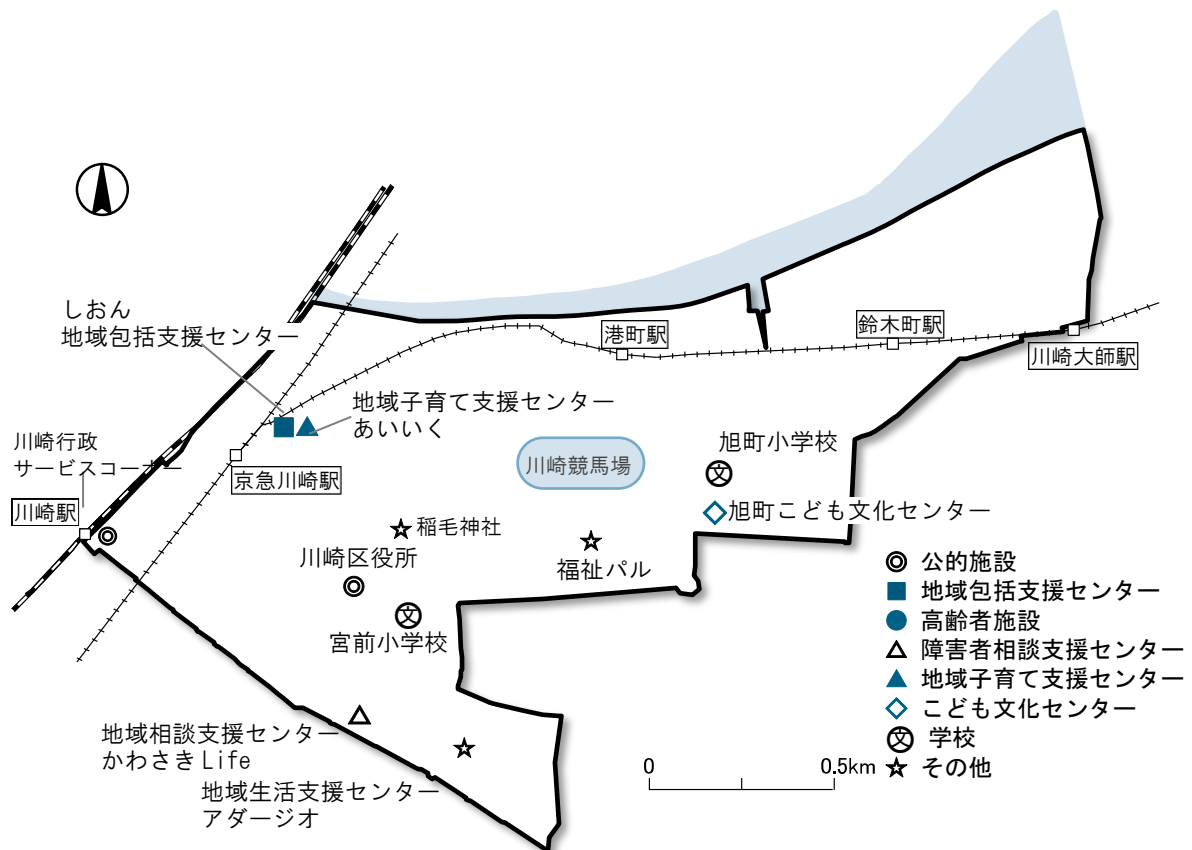 しおん
地域包括支援センター
港町駅
鈴木町駅
川崎大師駅
地域子育て支援センター
あいいく
川崎行政
サービスコーナー
京急川崎駅
川崎競馬場
旭町小学校
川崎駅
旭町こども文化センター
稲毛神社
川崎区役所
福祉パル
宮前小学校
地域相談支援センター
かわさきLife
地域生活支援センター
アダージオ
0 0.5km
公的施設
地域包括支援センター
高齢者施設
障害者相談支援センター
地域子育て支援センター
こども文化センター
文 学校
その他
文
文